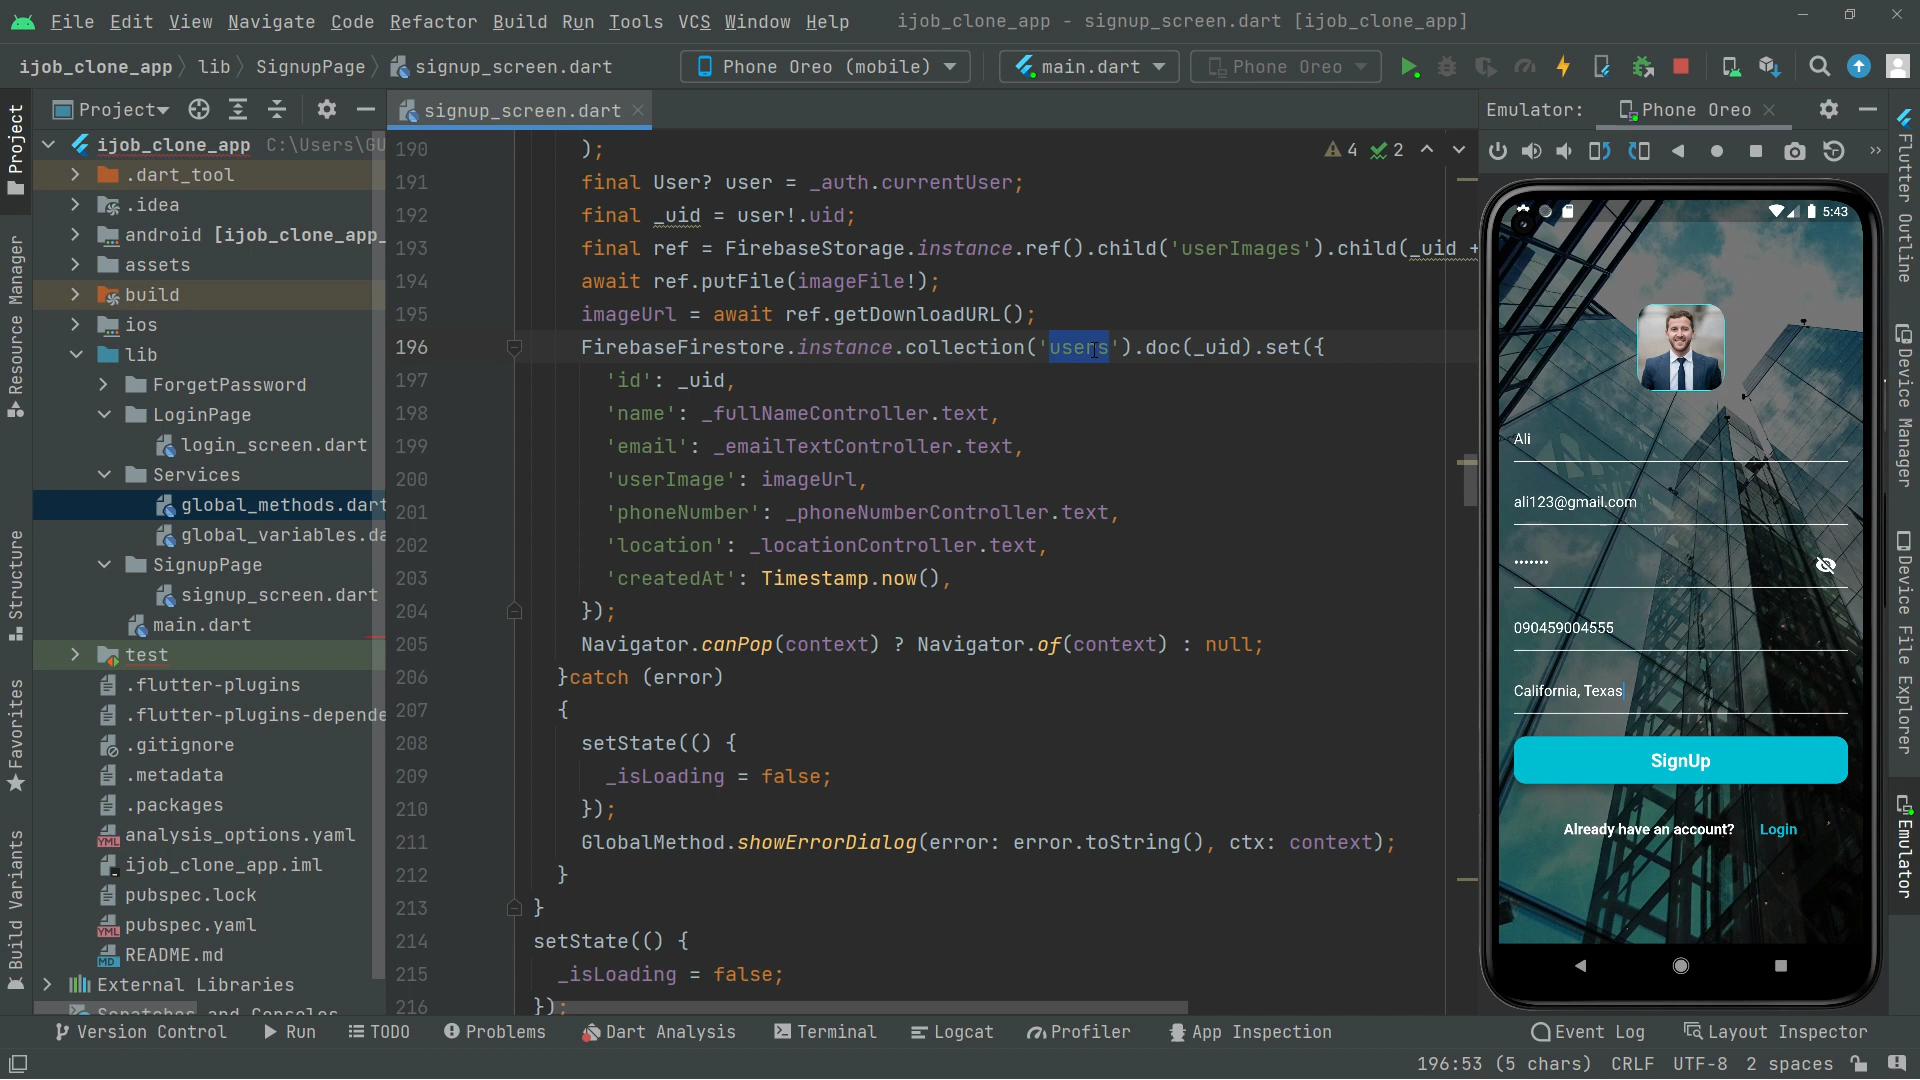 File Edit View Navigate Code Refactor Build Run Tools VCS Window Help ijob_clone_app - signup_screen.dart [ijob_clone_app]
ijob_clone_app lib SignupPage signup_screen.dart Phone Oreo (mobile) main.dart Phone Oreo
Project
signup_screen.dart
Emulator: Phone Oreo
ijob_clone_app C:\Users\GU
.dart_tool
.idea
android [ijob_clone_app_
assets
build
ios
lib
ForgetPassword
LoginPage
login_screen.dart
Services
global_methods.dart
global_variables.da
SignupPage
signup_screen.dart
main.dart
test
.flutter-plugins
.flutter-plugins-depende
.gitignore
.metadata
.packages
analysis_options.yaml
ijob_clone_app.iml
pubspec.lock
pubspec.yaml
README.md
External Libraries
Scratches and Consoles
4 2
190 );
191 final User? user = _auth.currentUser;
192 final _uid = user!.uid;
193 final ref = FirebaseStorage.instance.ref().child('userImages').child(_uid +
194 await ref.putFile(imageFile!);
195 imageUrl = await ref.getDownloadURL();
196 FirebaseFirestore.instance.collection('users').doc(_uid).set({
197 'id': _uid,
198 'name': _fullNameController.text,
199 'email': _emailTextController.text,
200 'userImage': imageUrl,
201 'phoneNumber': _phoneNumberController.text,
202 'location': _locationController.text,
203 'createdAt': Timestamp.now(),
204 });
205 Navigator.canPop(context) ? Navigator.of(context) : null;
206 }catch (error)
207 {
208 setState(() {
209 _isLoading = false;
210 });
211 GlobalMethod.showErrorDialog(error: error.toString(), ctx: context);
212 }
213 }
214 setState(() {
215 _isLoading = false;
216 });
5:43
Ali
ali123@gmail.com
•••••••
090459004555
California, Texas
SignUp
Already have an account? Login
Project
Resource Manager
Structure
Favorites
Build Variants
Flutter Outline
Device Manager
Device File Explorer
Emulator
Version Control Run TODO Problems Dart Analysis Terminal Logcat Profiler App Inspection Event Log Layout Inspector
196:53 (5 chars) CRLF UTF-8 2 spaces